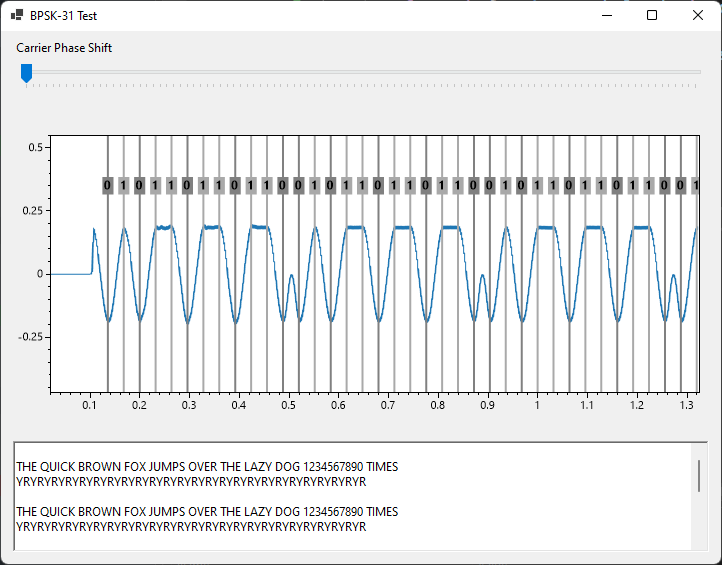 BPSK-31 Test
Carrier Phase Shift
0.5
0 1 0 1 1 0 1 1 0 1 1 0 0 1 0 1 1 0 1 1 0 1 1 0 0 1 0 1 1 0 1 1 0 1 1 0 0 1
0.25
0
-0.25
0.1 0.2 0.3 0.4 0.5 0.6 0.7 0.8 0.9 1 1.1 1.2 1.3
THE QUICK BROWN FOX JUMPS OVER THE LAZY DOG 1234567890 TIMES
YRYRYRYRYRYRYRYRYRYRYRYRYRYRYRYRYRYRYRYRYRYRYRYRYR
THE QUICK BROWN FOX JUMPS OVER THE LAZY DOG 1234567890 TIMES
YRYRYRYRYRYRYRYRYRYRYRYRYRYRYRYRYRYRYRYRYRYRYRYRYR